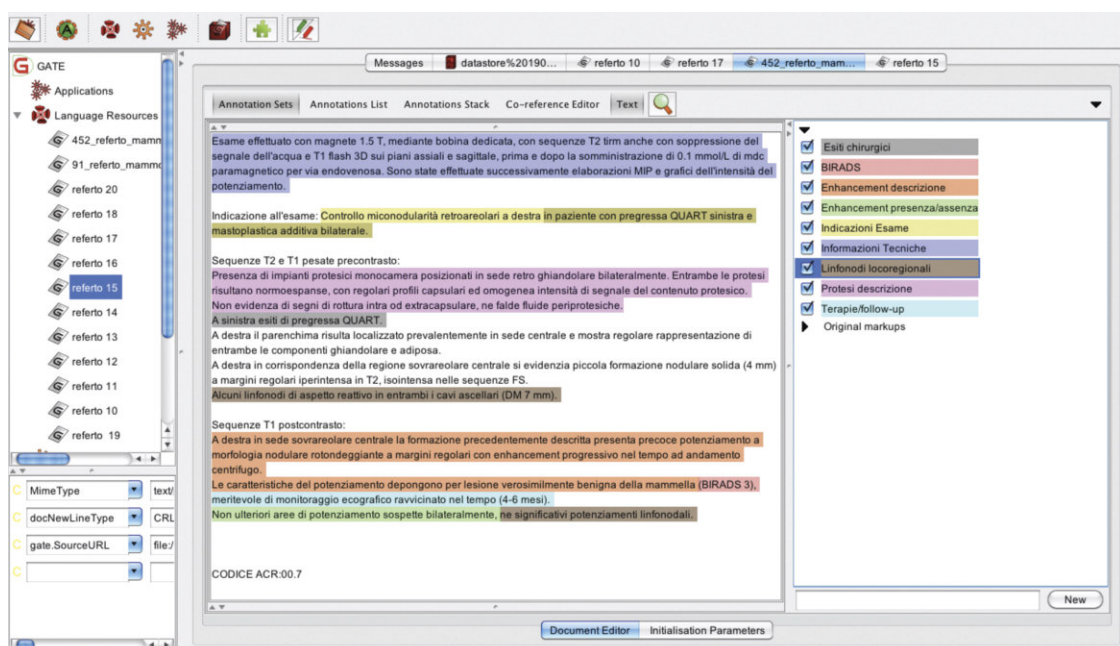 GATE
Applications
Language Resources
452_referto_mamm
91_referto_mammo
referto 20
referto 18
referto 17
referto 16
referto 15
referto 14
referto 13
referto 12
referto 11
referto 10
referto 19
C MimeType text/
C docNewLineType CRL
C gate.SourceURL file:/
C
Messages datastore%20190... referto 10 referto 17 452_referto_mam... referto 15
Annotation Sets Annotations List Annotations Stack Co-reference Editor Text
Esame effettuato con magnete 1.5 T, mediante bobina dedicata, con sequenze T2 tirm anche con soppressione del
segnale dell'acqua e T1 flash 3D sui piani assiali e sagittale, prima e dopo la somministrazione di 0.1 mmol/L di mdc
paramagnetico per via endovenosa. Sono state effettuate successivamente elaborazioni MIP e grafici dell'intensità del
potenziamento.
Indicazione all'esame: Controllo miconodularità retroareolari a destra in paziente con pregressa QUART sinistra e
mastoplastica additiva bilaterale.
Sequenze T2 e T1 pesate precontrasto:
Presenza di impianti protesici monocamera posizionati in sede retro ghiandolare bilateralmente. Entrambe le protesi
risultano normoespanse, con regolari profili capsulari ed omogenea intensità di segnale del contenuto protesico.
Non evidenza di segni di rottura intra od extracapsulare, ne falde fluide periprotesiche.
A sinistra esiti di pregressa QUART.
A destra il parenchima risulta localizzato prevalentemente in sede centrale e mostra regolare rappresentazione di
entrambe le componenti ghiandolare e adiposa.
A destra in corrispondenza della regione sovrareolare centrale si evidenzia piccola formazione nodulare solida (4 mm)
a margini regolari iperintensa in T2, isointensa nelle sequenze FS.
Alcuni linfonodi di aspetto reattivo in entrambi i cavi ascellari (DM 7 mm).
Sequenze T1 postcontrasto:
A destra in sede sovrareolare centrale la formazione precedentemente descritta presenta precoce potenziamento a
morfologia nodulare rotondeggiante a margini regolari con enhancement progressivo nel tempo ad andamento
centrifugo.
Le caratteristiche del potenziamento depongono per lesione verosimilmente benigna della mammella (BIRADS 3),
meritevole di monitoraggio ecografico ravvicinato nel tempo (4-6 mesi).
Non ulteriori aree di potenziamento sospette bilateralmente, ne significativi potenziamenti linfonodali.
CODICE ACR:00.7
Esiti chirurgici
BIRADS
Enhancement descrizione
Enhancement presenza/assenza
Indicazioni Esame
Informazioni Tecniche
Linfonodi locoregionali
Protesi descrizione
Terapie/follow-up
Original markups
New
Document Editor Initialisation Parameters